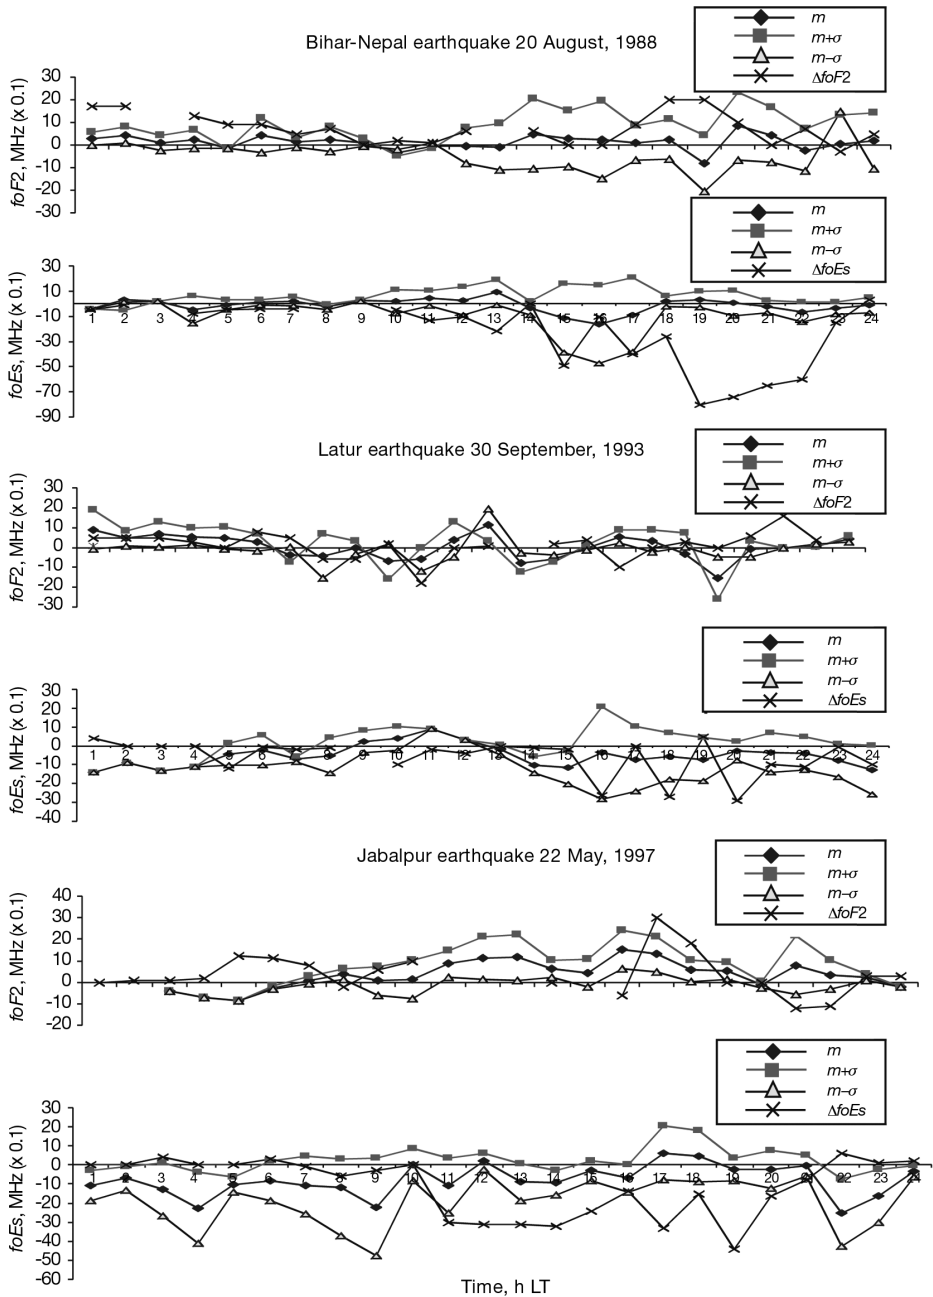 Bihar-Nepal earthquake 20 August, 1988
m
m+σ
m–σ
ΔfoF2
foF2, MHz (x 0.1)
30
20
10
0
-10
-20
-30
m
m+σ
m–σ
ΔfoEs
foEs, MHz (x 0.1)
30
10
-10
-30
-50
-70
-90
1 2 3 4 5 6 7 8 9 10 11 12 13 14 15 16 17 18 19 20 21 22 23 24
Latur earthquake 30 September, 1993
m
m+σ
m–σ
ΔfoF2
foF2, MHz (x 0.1)
30
20
10
0
-10
-20
-30
m
m+σ
m–σ
ΔfoEs
foEs, MHz (x 0.1)
30
20
10
0
-10
-20
-30
-40
1 2 3 4 5 6 7 8 9 10 11 12 13 14 15 16 17 18 19 20 21 22 23 24
Jabalpur earthquake 22 May, 1997
m
m+σ
m–σ
ΔfoF2
foF2, MHz (x 0.1)
40
30
20
10
0
-10
-20
m
m+σ
m–σ
ΔfoEs
foEs, MHz (x 0.1)
30
20
10
0
-10
-20
-30
-40
-50
-60
1 2 3 4 5 6 7 8 9 10 11 12 13 14 15 16 17 18 19 20 21 22 23
Time, h LT